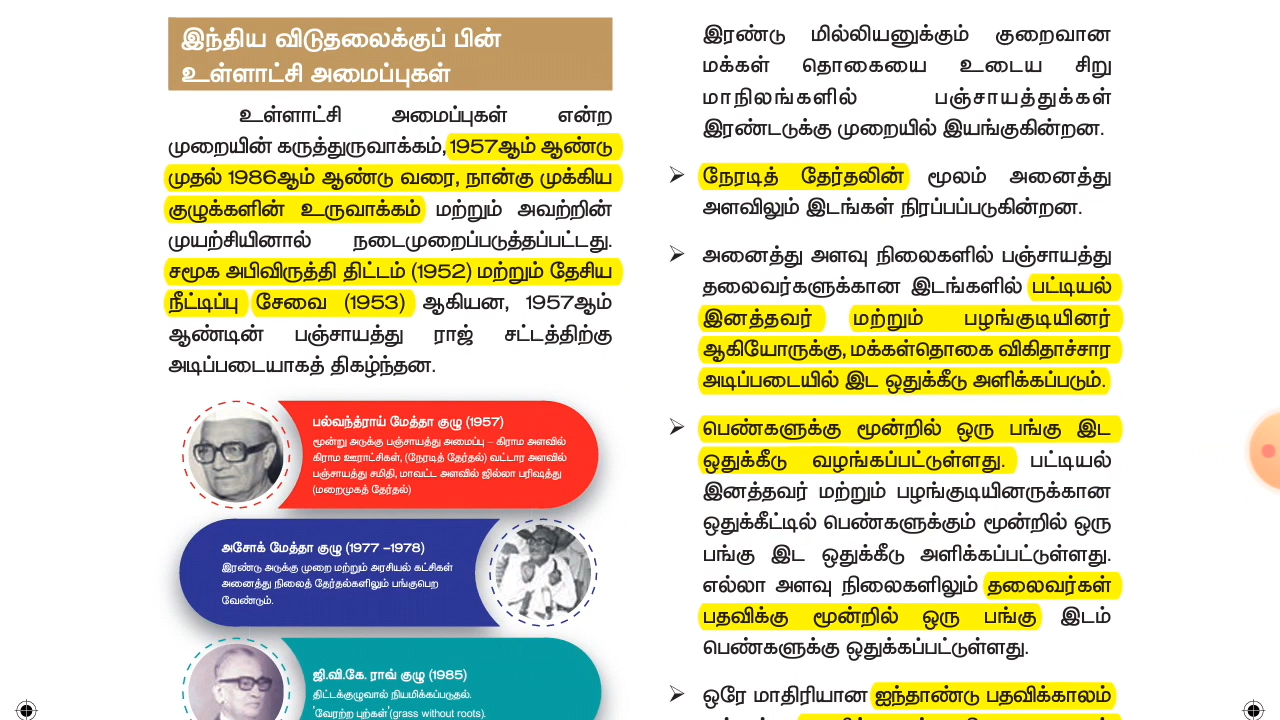 இந்திய விடுதலைக்குப் பின்
உள்ளாட்சி அமைப்புகள்
உள்ளாட்சி அமைப்புகள் என்ற
முறையின் கருத்துருவாக்கம், 1957ஆம் ஆண்டு
முதல் 1986ஆம் ஆண்டு வரை, நான்கு முக்கிய
குழுக்களின் உருவாக்கம் மற்றும் அவற்றின்
முயற்சியினால் நடைமுறைப்படுத்தப்பட்டது.
சமூக அபிவிருத்தி திட்டம் (1952) மற்றும் தேசிய
நீட்டிப்பு சேவை (1953) ஆகியன, 1957ஆம்
ஆண்டின் பஞ்சாயத்து ராஜ் சட்டத்திற்கு
அடிப்படையாகத் திகழ்ந்தன.
பல்வந்த்ராய் மேத்தா குழு (1957)
மூன்று அடுக்கு பஞ்சாயத்து அமைப்பு – கிராம அளவில்
கிராம ஊராட்சிகள், (நேரடித் தேர்தல்) வட்டார அளவில்
பஞ்சாயத்து சமிதி, மாவட்ட அளவில் ஜில்லா பரிஷத்து
(மறைமுகத் தேர்தல்)
அசோக் மேத்தா குழு (1977 –1978)
இரண்டு அடுக்கு முறை மற்றும் அரசியல் கட்சிகள்
அனைத்து நிலைத் தேர்தல்களிலும் பங்குபெற
வேண்டும்.
ஜி.வி.கே. ராவ் குழு (1985)
திட்டக்குழுவால் நியமிக்கப்படுதல்.
'வேரற்ற புற்கள்'(grass without roots).
இரண்டு மில்லியனுக்கும் குறைவான
மக்கள் தொகையை உடைய சிறு
மாநிலங்களில் பஞ்சாயத்துக்கள்
இரண்டடுக்கு முறையில் இயங்குகின்றன.
➢ நேரடித் தேர்தலின் மூலம் அனைத்து
அளவிலும் இடங்கள் நிரப்பப்படுகின்றன.
➢ அனைத்து அளவு நிலைகளில் பஞ்சாயத்து
தலைவர்களுக்கான இடங்களில் பட்டியல்
இனத்தவர் மற்றும் பழங்குடியினர்
ஆகியோருக்கு, மக்கள்தொகை விகிதாச்சார
அடிப்படையில் இட ஒதுக்கீடு அளிக்கப்படும்.
➢ பெண்களுக்கு மூன்றில் ஒரு பங்கு இட
ஒதுக்கீடு வழங்கப்பட்டுள்ளது. பட்டியல்
இனத்தவர் மற்றும் பழங்குடியினருக்கான
ஒதுக்கீட்டில் பெண்களுக்கும் மூன்றில் ஒரு
பங்கு இட ஒதுக்கீடு அளிக்கப்பட்டுள்ளது.
எல்லா அளவு நிலைகளிலும் தலைவர்கள்
பதவிக்கு மூன்றில் ஒரு பங்கு இடம்
பெண்களுக்கு ஒதுக்கப்பட்டுள்ளது.
➢ ஒரே மாதிரியான ஐந்தாண்டு பதவிக்காலம்